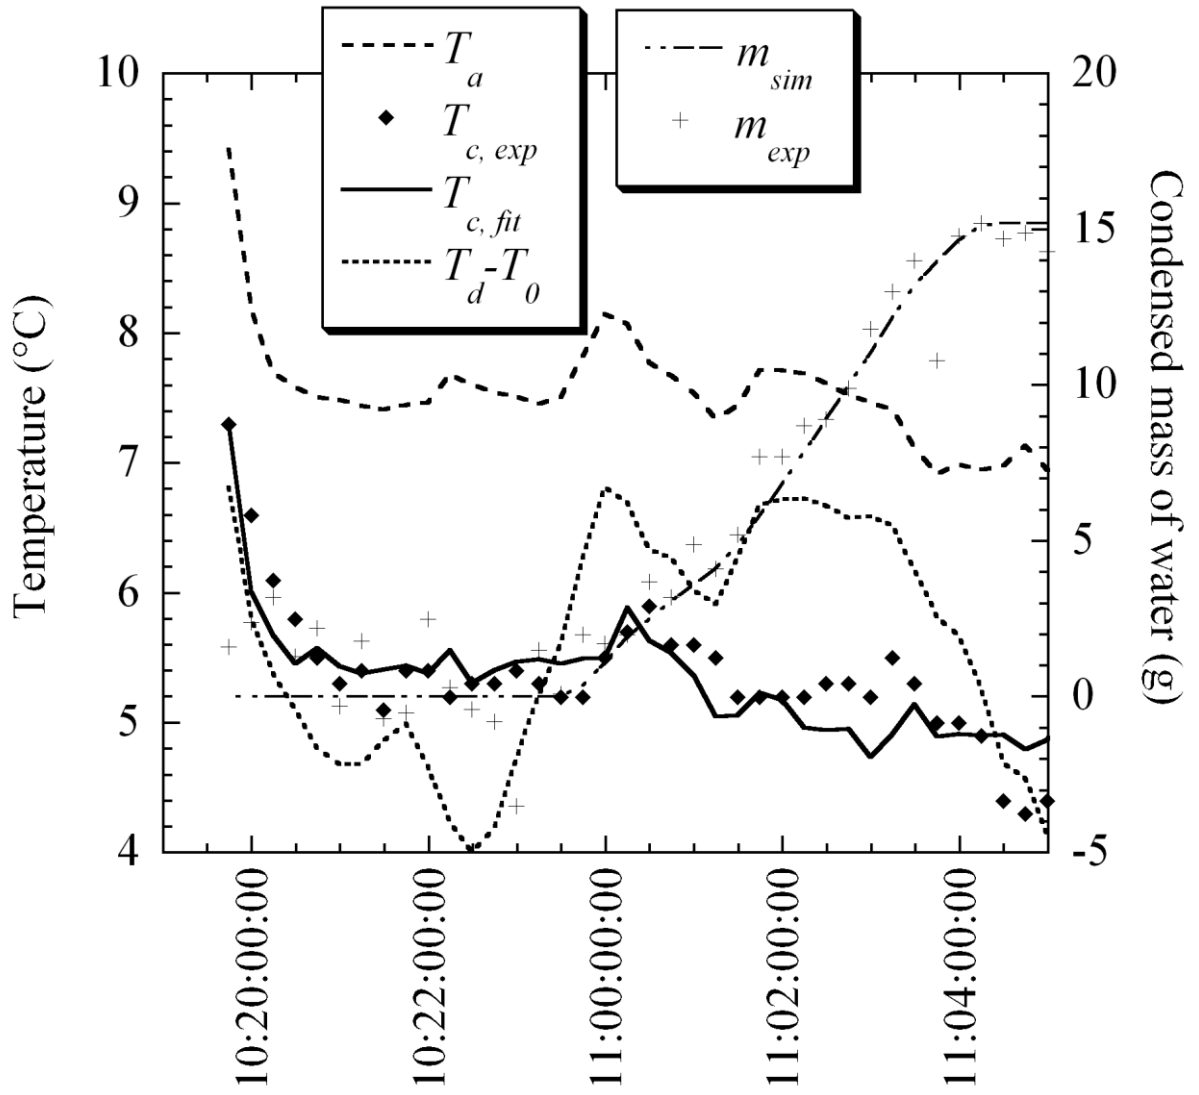 T_a
T_c, exp
T_c, fit
T_d-T_0
m_sim
m_exp
Temperature (°C)
10
9
8
7
6
5
4
Condensed mass of water (g)
20
15
10
5
0
-5
10:20:00:00
10:22:00:00
11:00:00:00
11:02:00:00
11:04:00:00